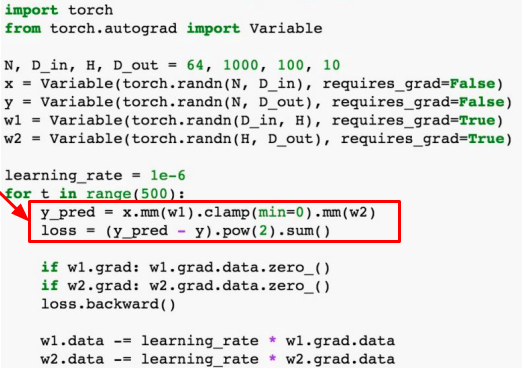 import torch
from torch.autograd import Variable
N, D_in, H, D_out = 64, 1000, 100, 10
x = Variable(torch.randn(N, D_in), requires_grad=False)
y = Variable(torch.randn(N, D_out), requires_grad=False)
w1 = Variable(torch.randn(D_in, H), requires_grad=True)
w2 = Variable(torch.randn(H, D_out), requires_grad=True)
learning_rate = 1e-6
for t in range(500):
    y_pred = x.mm(w1).clamp(min=0).mm(w2)
    loss = (y_pred - y).pow(2).sum()
    if w1.grad: w1.grad.data.zero_()
    if w2.grad: w2.grad.data.zero_()
    loss.backward()
    w1.data -= learning_rate * w1.grad.data
    w2.data -= learning_rate * w2.grad.data